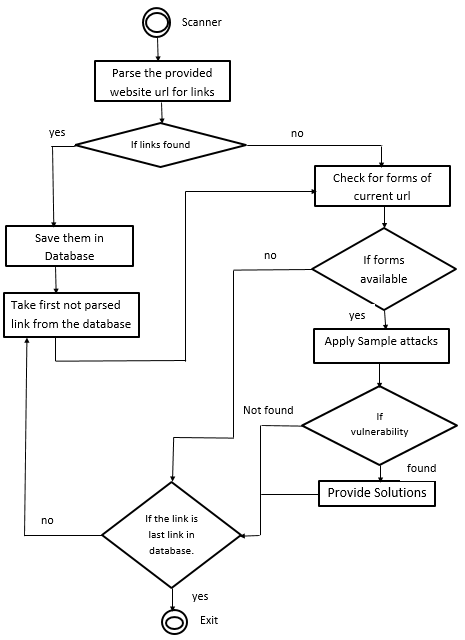 Scanner
Parse the provided
website url for links
yes
If links found
no
Check for forms of
current url
Save them in
Database
no
If forms
available
Take first not parsed
link from the database
yes
Apply Sample attacks
Not found
If
vulnerability
found
Provide Solutions
no
If the link is
last link in
database.
yes
Exit